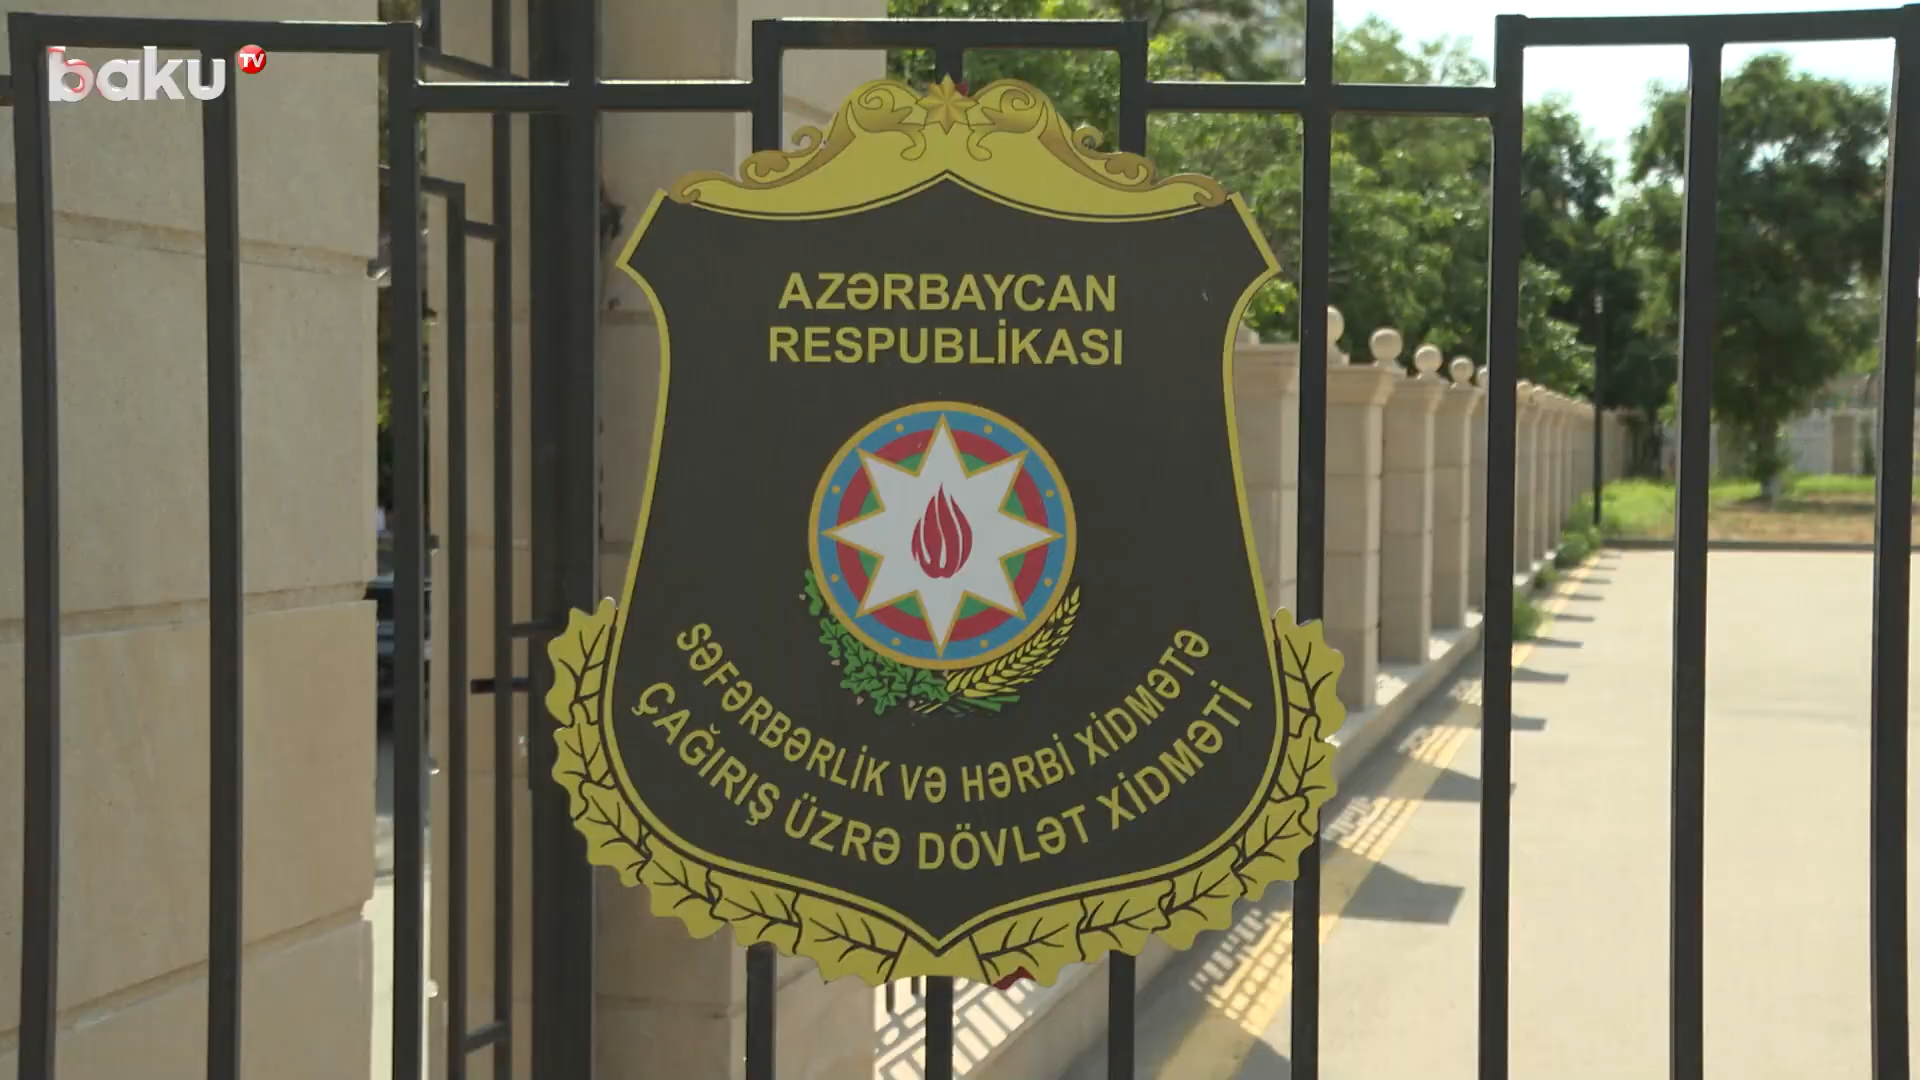 baku TV
AZƏRBAYCAN
RESPUBLİKASI
SƏFƏRBƏRLİK VƏ HƏRBİ XİDMƏTƏ
ÇAĞIRIŞ ÜZRƏ DÖVLƏT XİDMƏTİ